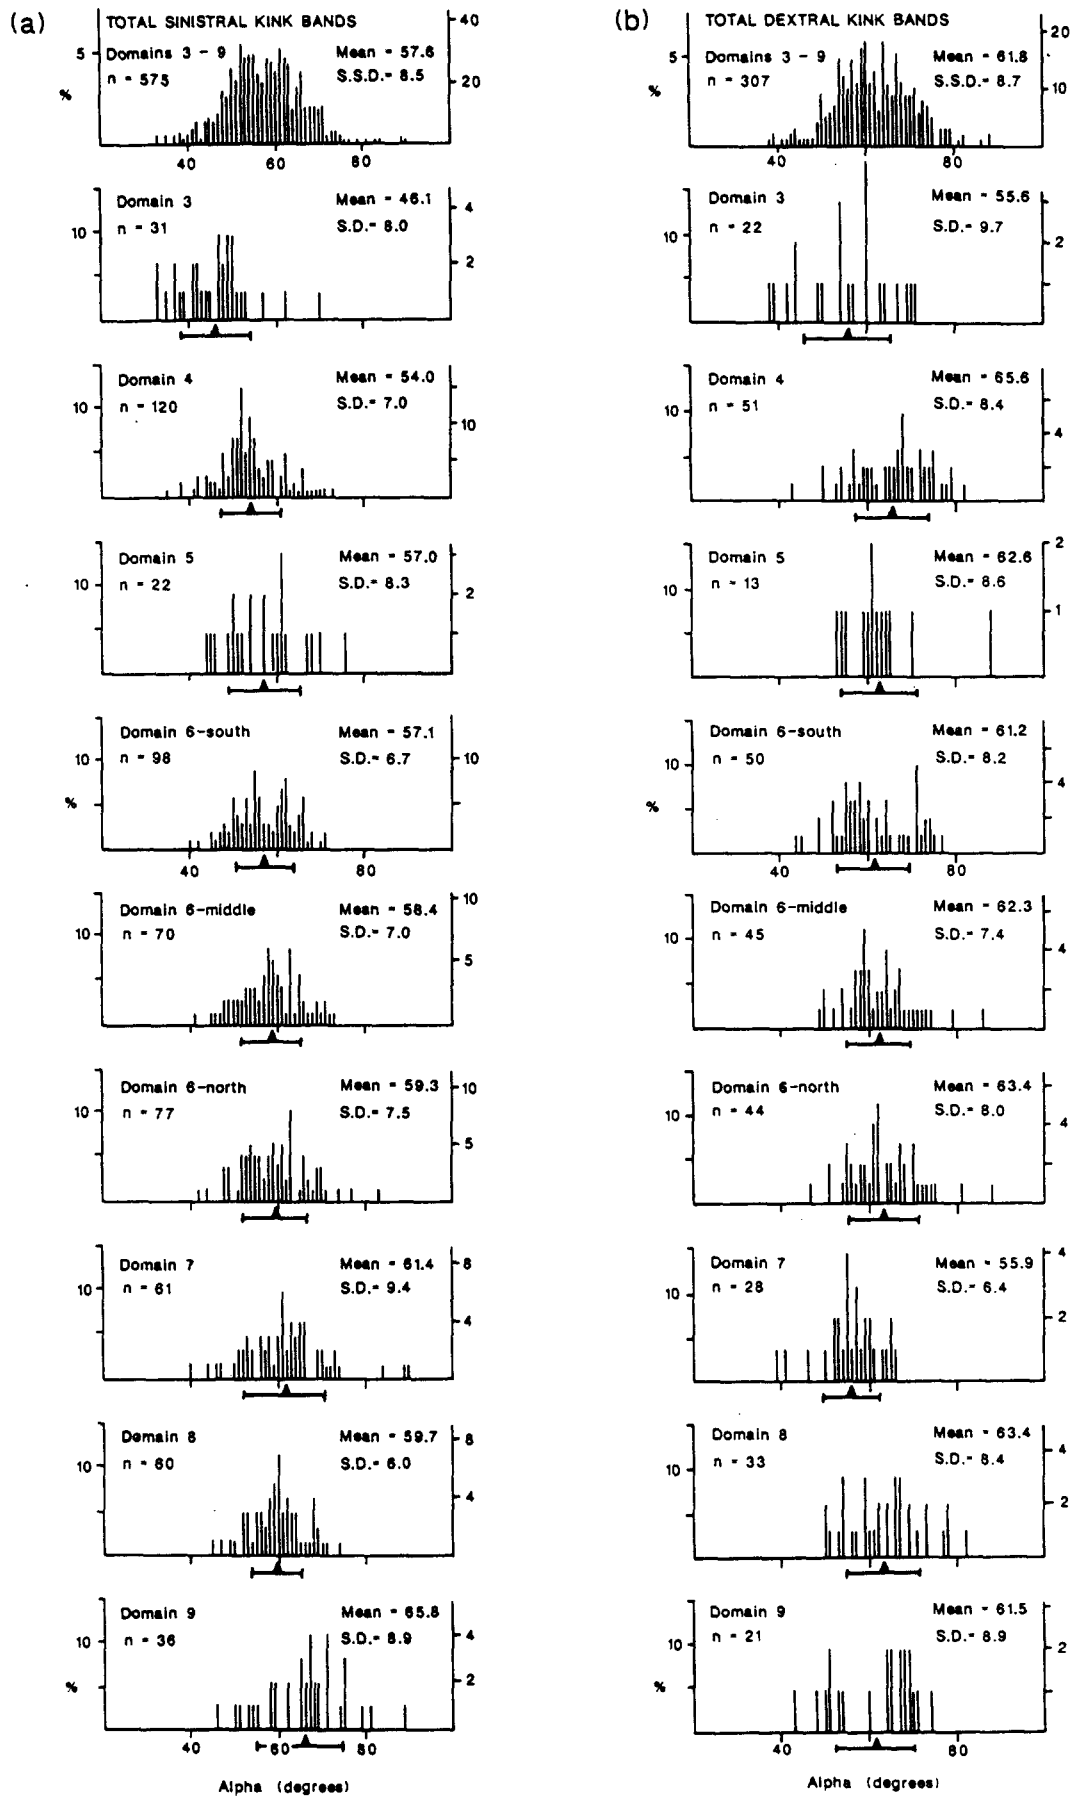 (a)
TOTAL SINISTRAL KINK BANDS
Domains 3 - 9
n = 575
Mean = 57.6
S.S.D. = 8.5
5
%
40
20
40 60 80
Domain 3
n = 31
Mean = 46.1
S.D.= 8.0
10
4
2
Domain 4
n = 120
Mean = 54.0
S.D.= 7.0
10
10
Domain 5
n = 22
Mean = 57.0
S.D.= 8.3
10
2
Domain 6-south
n = 98
Mean = 57.1
S.D.= 6.7
10
%
10
40 80
Domain 6-middle
n = 70
Mean = 58.4
S.D.= 7.0
10
10
5
Domain 6-north
n = 77
Mean = 59.3
S.D.= 7.5
10
10
5
Domain 7
n = 61
Mean = 61.4
S.D.= 9.4
10
8
4
Domain 8
n = 60
Mean = 59.7
S.D.= 6.0
10
8
4
Domain 9
n = 36
Mean = 65.8
S.D.= 8.9
10
%
4
2
40 60 80
Alpha (degrees)
(b)
TOTAL DEXTRAL KINK BANDS
Domains 3 - 9
n = 307
Mean = 61.8
S.S.D. = 8.7
5
%
20
10
40 80
Domain 3
n = 22
Mean = 55.6
S.D. = 9.7
10
2
Domain 4
n = 51
Mean = 65.6
S.D. = 8.4
10
4
Domain 5
n = 13
Mean = 62.6
S.D.= 8.6
10
2
1
Domain 6-south
n = 50
Mean = 61.2
S.D.= 8.2
10
%
4
40 80
Domain 6-middle
n = 45
Mean = 62.3
S.D.= 7.4
10
4
Domain 6-north
n = 44
Mean = 63.4
S.D.= 8.0
10
4
Domain 7
n = 28
Mean = 55.9
S.D.= 6.4
10
4
2
Domain 8
n = 33
Mean = 63.4
S.D.= 8.4
10
4
2
Domain 9
n = 21
Mean = 61.5
S.D.= 8.9
10
%
2
40 80
Alpha (degrees)